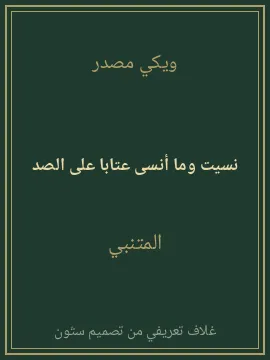 ويكي مصدر
نسيت وما أنسى عتابا على الصد
المتنبي
غلاف تعريفي من تصميم سثون